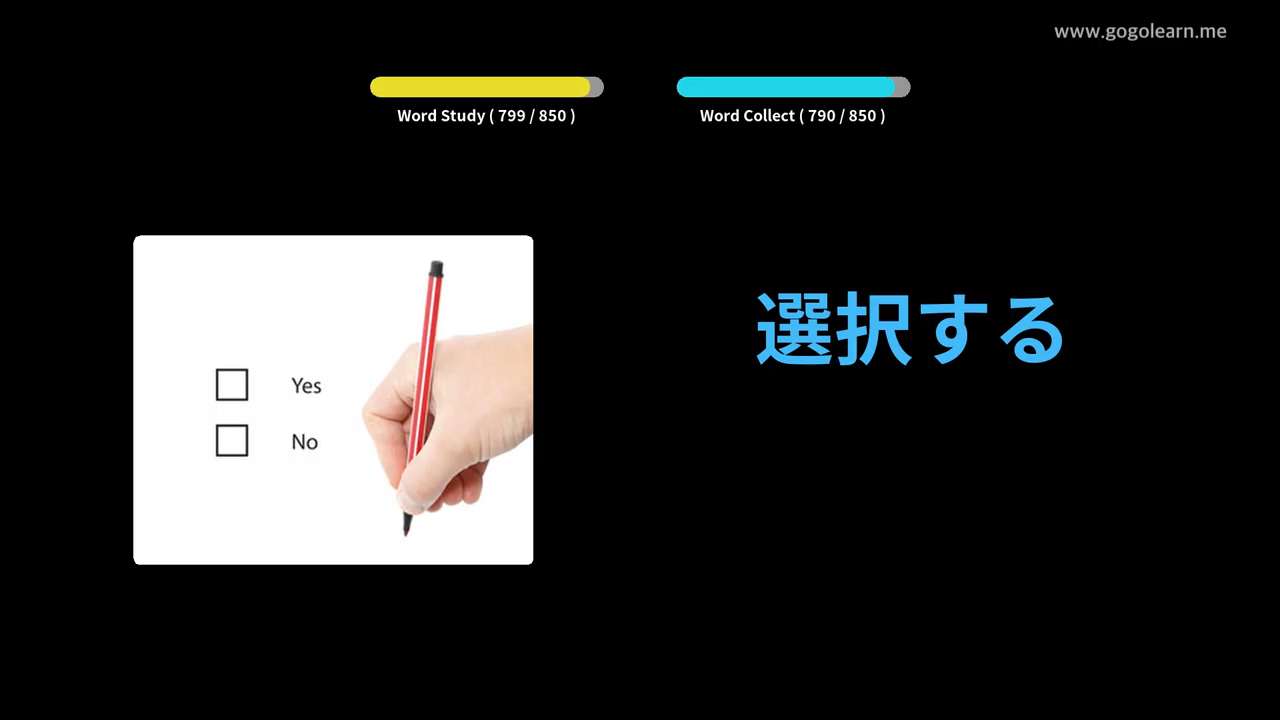 www.gogolearn.me
Word Study ( 799 / 850 )
Word Collect ( 790 / 850 )
選択する
Yes
No